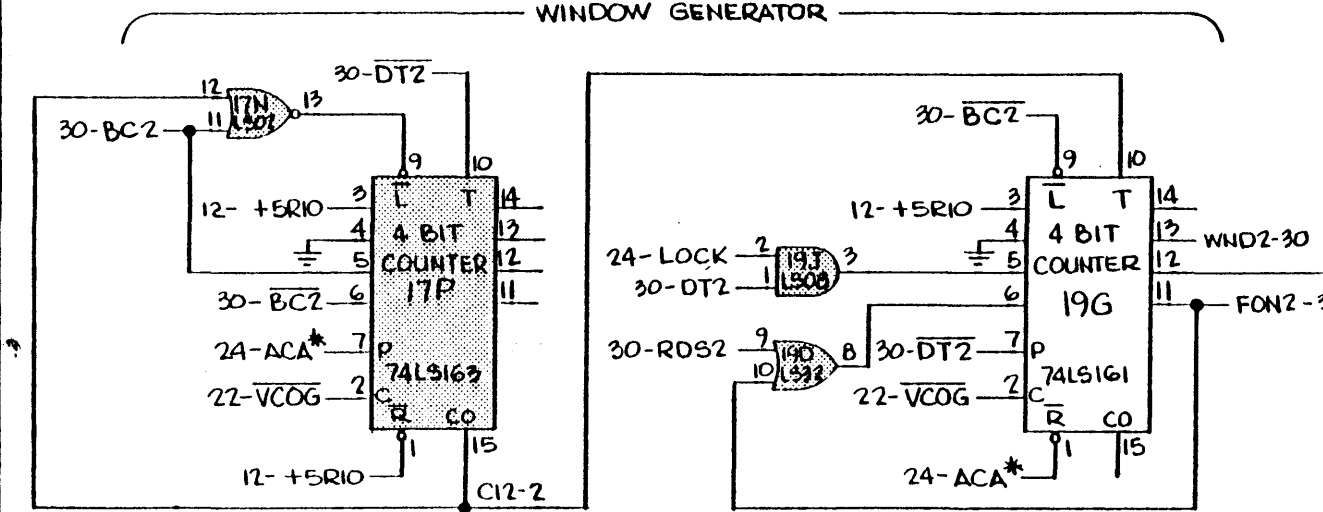 WINDOW GENERATOR
12
17N
LS02
13
11
30-BC2
30-DT2
9
10
12- +5R10
3
L
T
14
4
4 BIT
13
5
COUNTER
12
30-BC2
6
17P
11
24-ACA*
7
P
74LS163
22-VCOG
2
C
R
CO
1
15
12- +5R10
C12-2
30-BC2
9
10
12- +5R10
3
L
T
14
4
4 BIT
13
WND2-30
24-LOCK
2
19J
LS08
3
5
COUNTER
12
30-DT2
1
6
19G
11
FON2-3
30-RDS2
9
19D
LS32
8
10
30-DT2
7
P
74LS161
22-VCOG
2
C
R
CO
1
15
24-ACA*